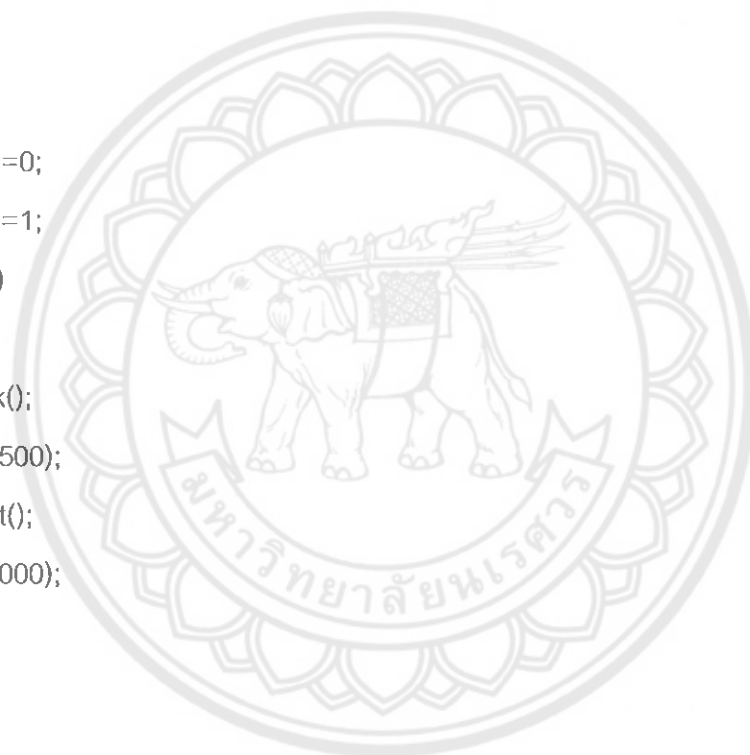 =0;
=1;
)
k();
500);
t();
000);
มหาวิทยาลัยนเรศวร